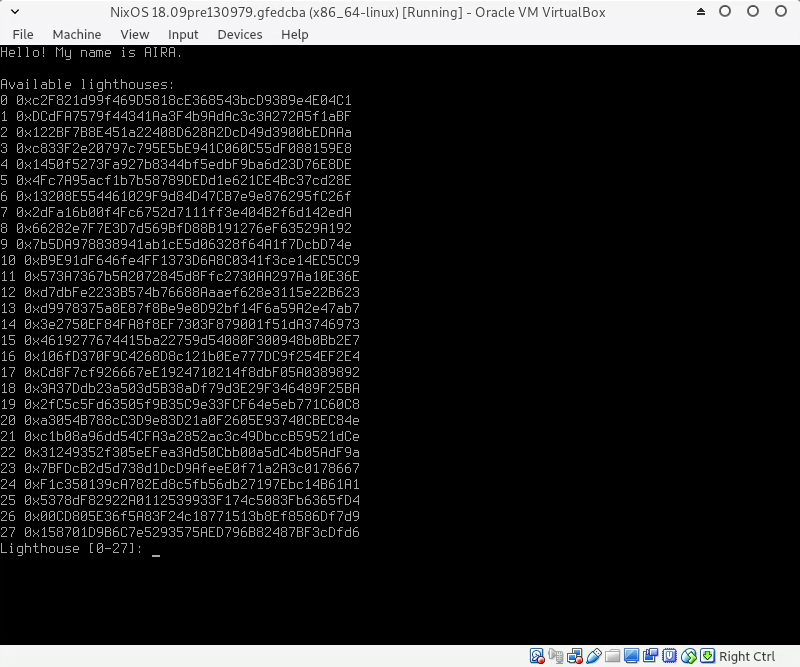 NixOS 18.09pre130979.gfedcba (x86_64-linux) [Running] - Oracle VM VirtualBox
File Machine View Input Devices Help
Hello! My name is AIRA.
Available lighthouses:
0 0xc2F821d99f469D5818cE368543bcD9389e4E04C1
1 0xDCdFA7579f44341Aa3F4b9AdAc3c3A272A5f1aBF
2 0x122BF7B8E451a22408D628A2DcD49d3900bEDAAa
3 0xc833F2e20797c795E5bE941C060C55dF088159E8
4 0x1450f5273Fa927b8344bf5edbF9ba6d23D76E8DE
5 0x4Fc7A95acf1b7b58789DEDd1e621CE4Bc37cd28E
6 0x13208E554461029F9d84D47CB7e9e876295fC26f
7 0x2dFa16b00f4Fc6752d7111ff3e404B2f6d142edA
8 0x66282e7F7E3D7d569BfD88B191276eF63529A192
9 0x7b5DA978838941ab1cE5d06328f64A1f7DcbD74e
10 0xB9E91dF646fe4FF1373D6A8C0341f3ce14EC5CC9
11 0x573A7367b5A2072845d8Ffc2730AA297Aa10E36E
12 0xd7dbFe2233B574b76688Aaaef628e3115e22B623
13 0xd9978375a8E87f8Be9e8D92bf14F6a59A2e47ab7
14 0x3e2750EF84FA8f8EF7303F879001f51dA3746973
15 0x4619277674415ba22759d54080F300948b0Bb2E7
16 0x106fD370F9C4268D8c121b0Ee777DC9f254EF2E4
17 0xCd8F7cf926667eE1924710214f8dbF05A0389892
18 0x3A37Ddb23a503d5B38aDf79d3E29F346489F25BA
19 0x2fC5c5Fd63505f9B35C9e33FCF64e5eb771C60C8
20 0xa3054B788cC3D9e83D21a0F2605E93740CBEC84e
21 0xc1b08a96dd54CFA3a2852ac3c49DbccB59521dCe
22 0x31249352f305eEFea3Ad50Cbb00a5dC4b05AdF9a
23 0x7BFDcB2d5d738d1DcD9AfeeE0f71a2A3c0178667
24 0xF1c350139cA782Ed8c5fb56db27197Ebc14B61A1
25 0x5378dF82922A0112539933F174c5083Fb6365fD4
26 0x00CD805E36f5A83F24c18771513b8Ef8586Df7d9
27 0x158701D9B6C7e5293575AED796B82487BF3cDfd6
Lighthouse [0-27]: _
Right Ctrl